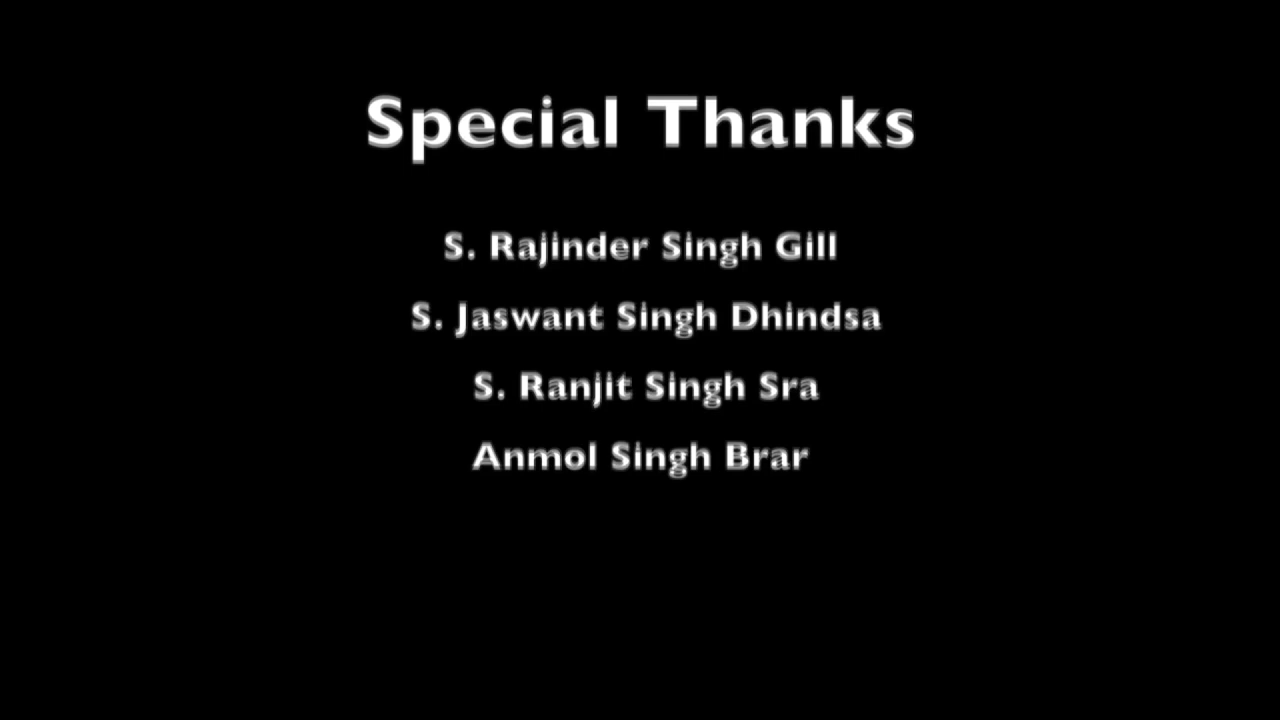 Special Thanks
S. Rajinder Singh Gill
S. Jaswant Singh Dhindsa
S. Ranjit Singh Sra
Anmol Singh Brar